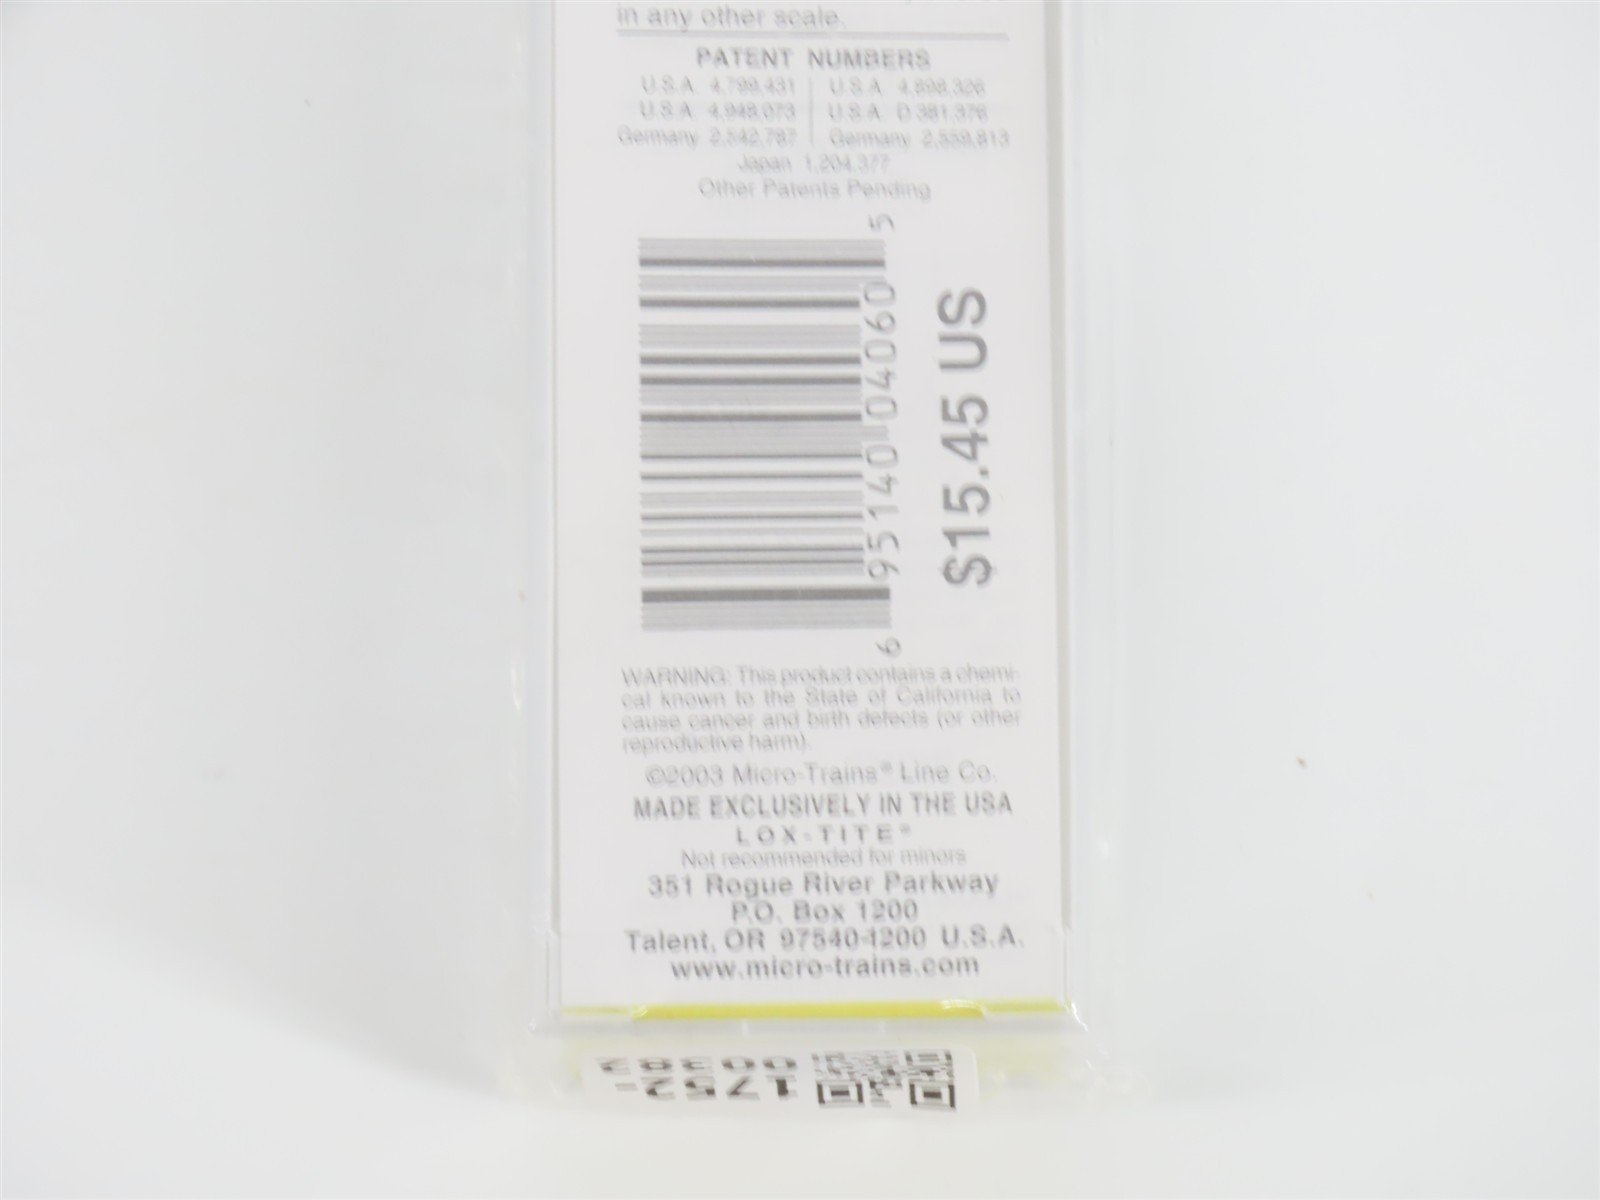 in any other scale.
PATENT NUMBERS
U.S.A. 4,799,431 U.S.A. 4,898,326
U.S.A. 4,948,073 U.S.A. D 381,376
Germany 2,542,787 Germany 2,559,813
Japan 1,204,377
Other Patents Pending
6 95140 04060 5
$15.45 US
WARNING: This product contains a chemi-
cal known to the State of California to
cause cancer and birth defects (or other
reproductive harm).
©2003 Micro-Trains® Line Co.
MADE EXCLUSIVELY IN THE USA
LOX-TITE®
Not recommended for minors
351 Rogue River Parkway
P.O. Box 1200
Talent, OR 97540-1200 U.S.A.
www.micro-trains.com
1752-
00382